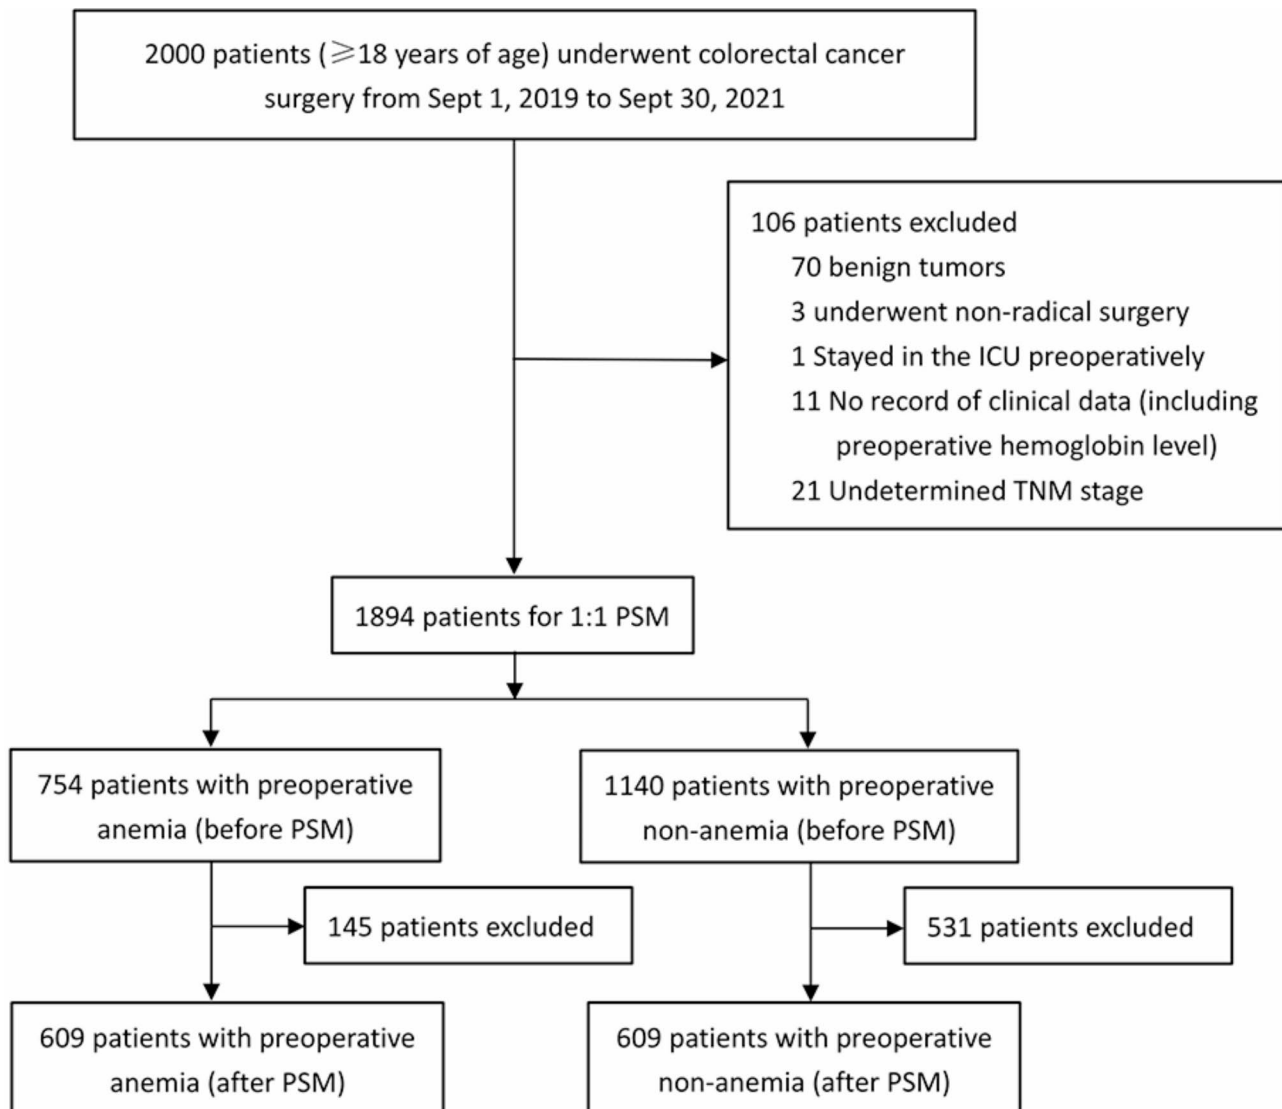 2000 patients (⩾18 years of age) underwent colorectal cancer
surgery from Sept 1, 2019 to Sept 30, 2021
106 patients excluded
70 benign tumors
3 underwent non-radical surgery
1 Stayed in the ICU preoperatively
11 No record of clinical data (including
preoperative hemoglobin level)
21 Undetermined TNM stage
1894 patients for 1:1 PSM
754 patients with preoperative
anemia (before PSM)
1140 patients with preoperative
non-anemia (before PSM)
145 patients excluded
531 patients excluded
609 patients with preoperative
anemia (after PSM)
609 patients with preoperative
non-anemia (after PSM)